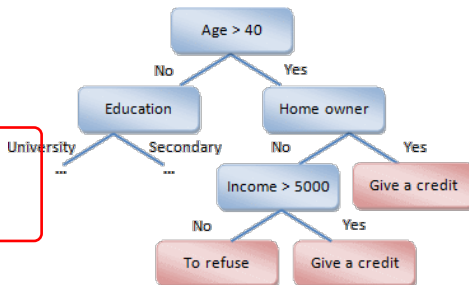 Age > 40
No
Yes
Education
Home owner
University
Secondary
No
Yes
...
...
Income > 5000
Give a credit
No
Yes
To refuse
Give a credit